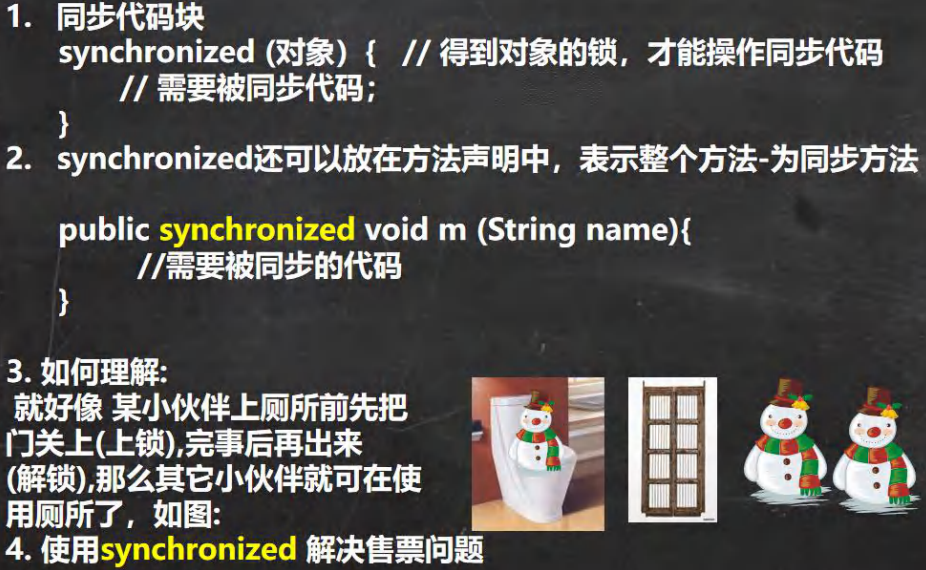 1. 同步代码块
synchronized (对象) { // 得到对象的锁，才能操作同步代码
// 需要被同步代码;
}
2. synchronized还可以放在方法声明中，表示整个方法-为同步方法
public synchronized void m (String name){
//需要被同步的代码
}
3. 如何理解:
就好像 某小伙伴上厕所前先把
门关上(上锁),完事后再出来
(解锁),那么其它小伙伴就可在使
用厕所了，如图:
4. 使用synchronized 解决售票问题